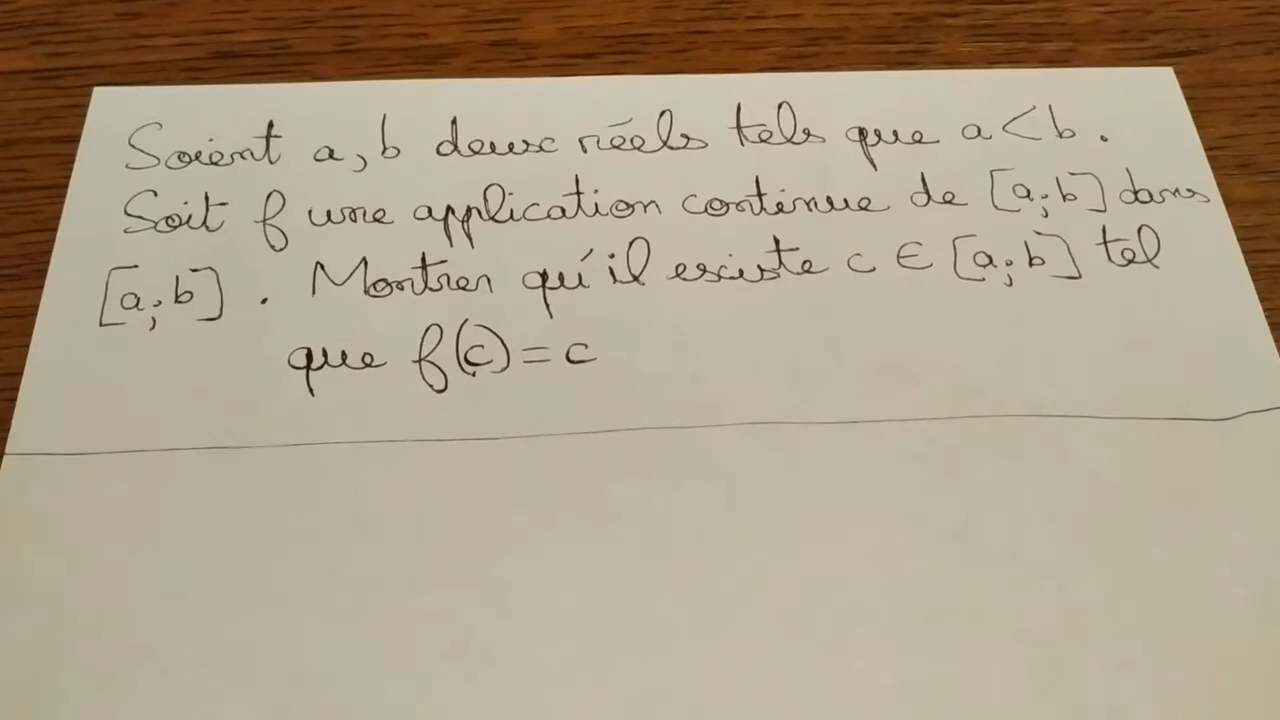 Soient a, b deux réels tels que a < b.
Soit f une application continue de [a;b] dans
[a;b]. Montrer qu'il existe c ∈ [a;b] tel
que f(c) = c